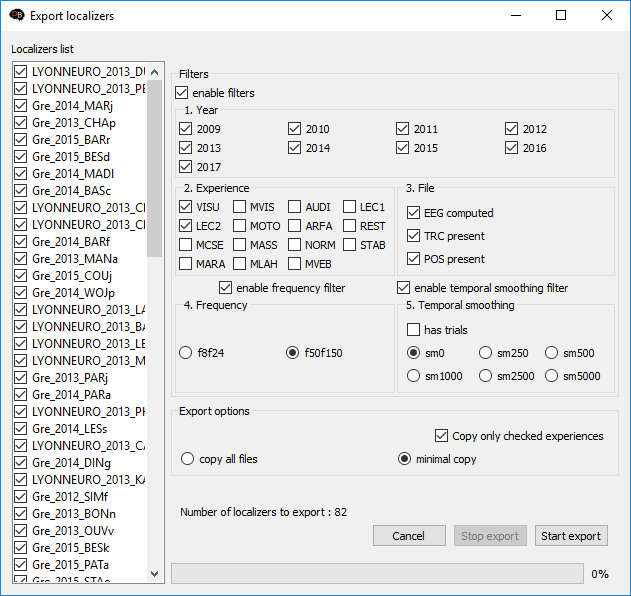 Export localizers
Localizers list
LYONNEURO_2013_DU
LYONNEURO_2013_PE
Gre_2014_MARj
Gre_2013_CHAp
Gre_2015_BARr
Gre_2015_BESd
Gre_2014_MADl
Gre_2014_BASc
LYONNEURO_2013_CH
LYONNEURO_2013_CH
Gre_2014_BARf
Gre_2013_MANa
Gre_2015_COUj
Gre_2014_WOJp
LYONNEURO_2013_LA
LYONNEURO_2013_BA
LYONNEURO_2013_LE
LYONNEURO_2013_M
Gre_2013_PARj
Gre_2014_PARa
LYONNEURO_2013_PH
Gre_2014_LESs
LYONNEURO_2013_CA
Gre_2014_DINg
LYONNEURO_2013_KA
Gre_2012_SIMf
Gre_2013_BONn
Gre_2013_OUVv
Gre_2015_BESk
Gre_2015_PATa
Gre_2015_STAe
Filters
enable filters
1. Year
2009 2010 2011 2012
2013 2014 2015 2016
2017
2. Experience
VISU MVIS AUDI LEC1
LEC2 MOTO ARFA REST
MCSE MASS NORM STAB
MARA MLAH MVEB
3. File
EEG computed
TRC present
POS present
enable frequency filter
enable temporal smoothing filter
4. Frequency
f8f24 f50f150
5. Temporal smoothing
has trials
sm0 sm250 sm500
sm1000 sm2500 sm5000
Export options
Copy only checked experiences
copy all files minimal copy
Number of localizers to export : 82
Cancel Stop export Start export
0%